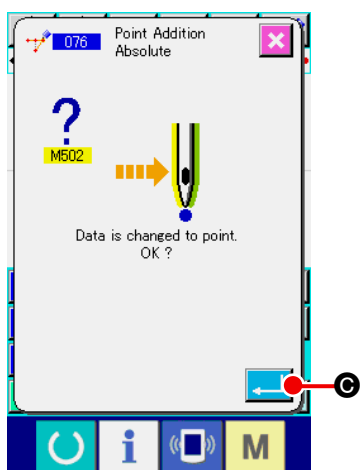 076 Point Addition
Absolute
?
M502
Data is changed to point.
OK ?
C
i
M